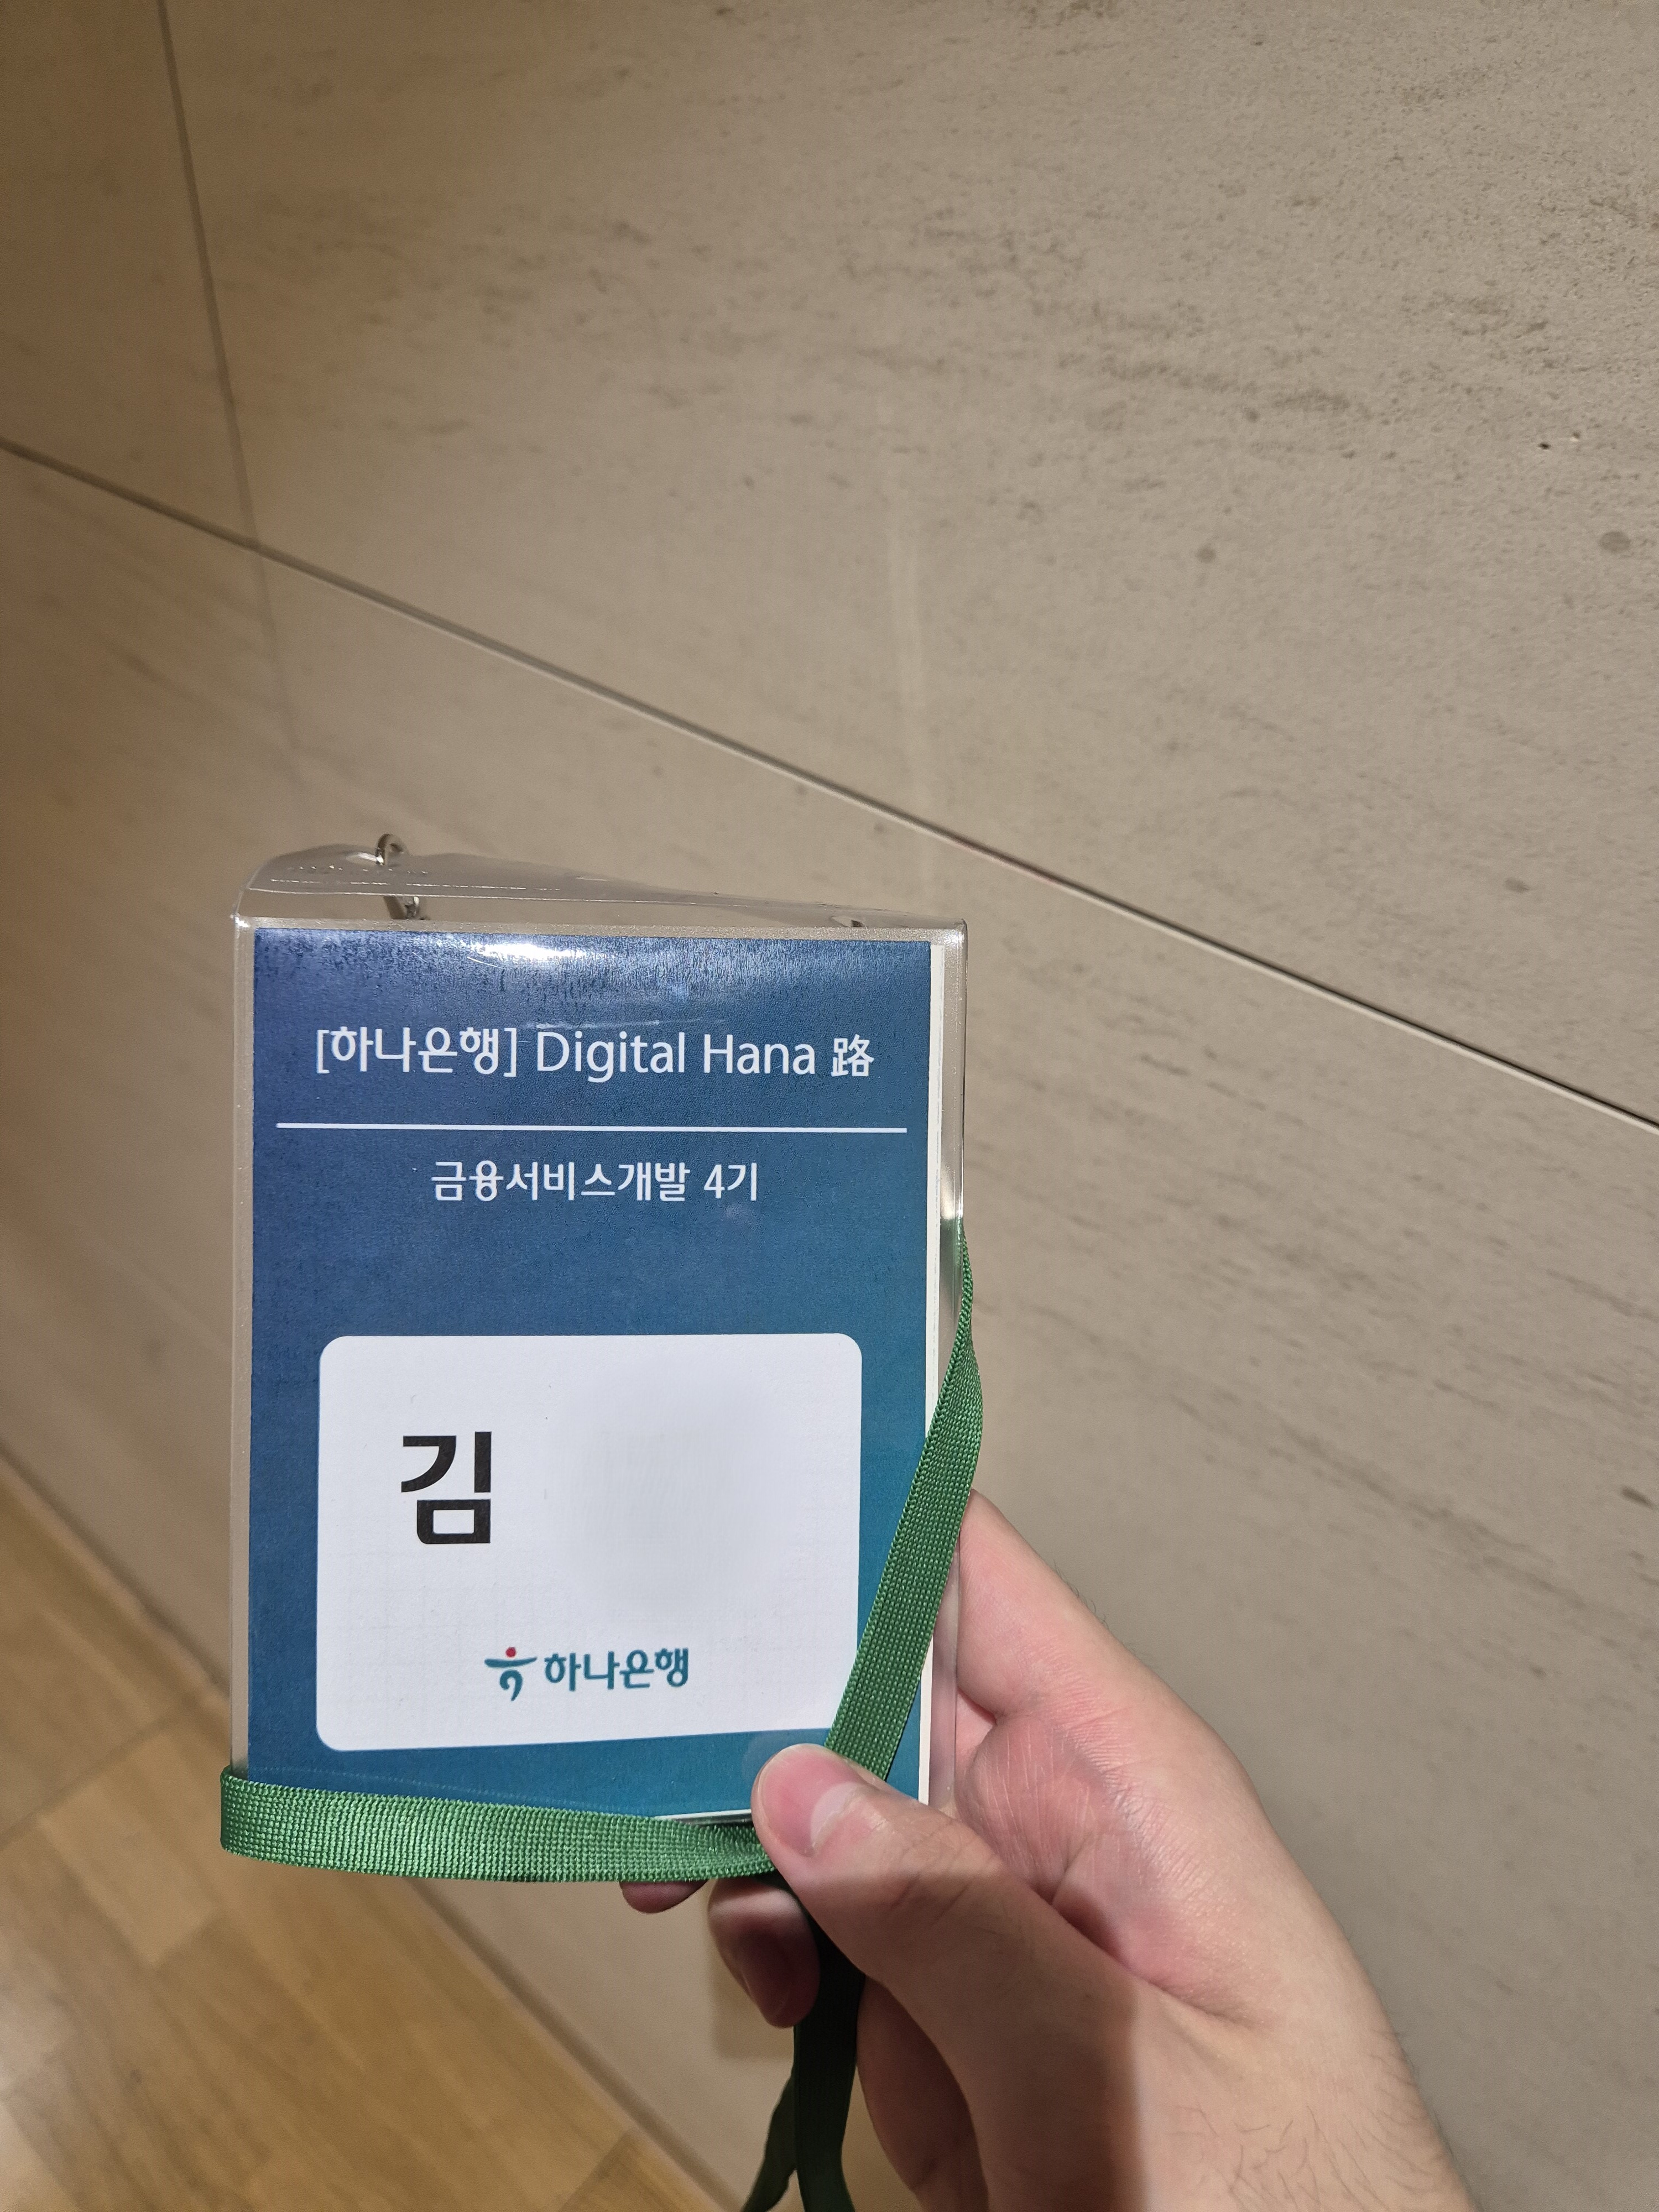 [하나은행] Digital Hana 路
금융서비스개발 4기
김
하나은행